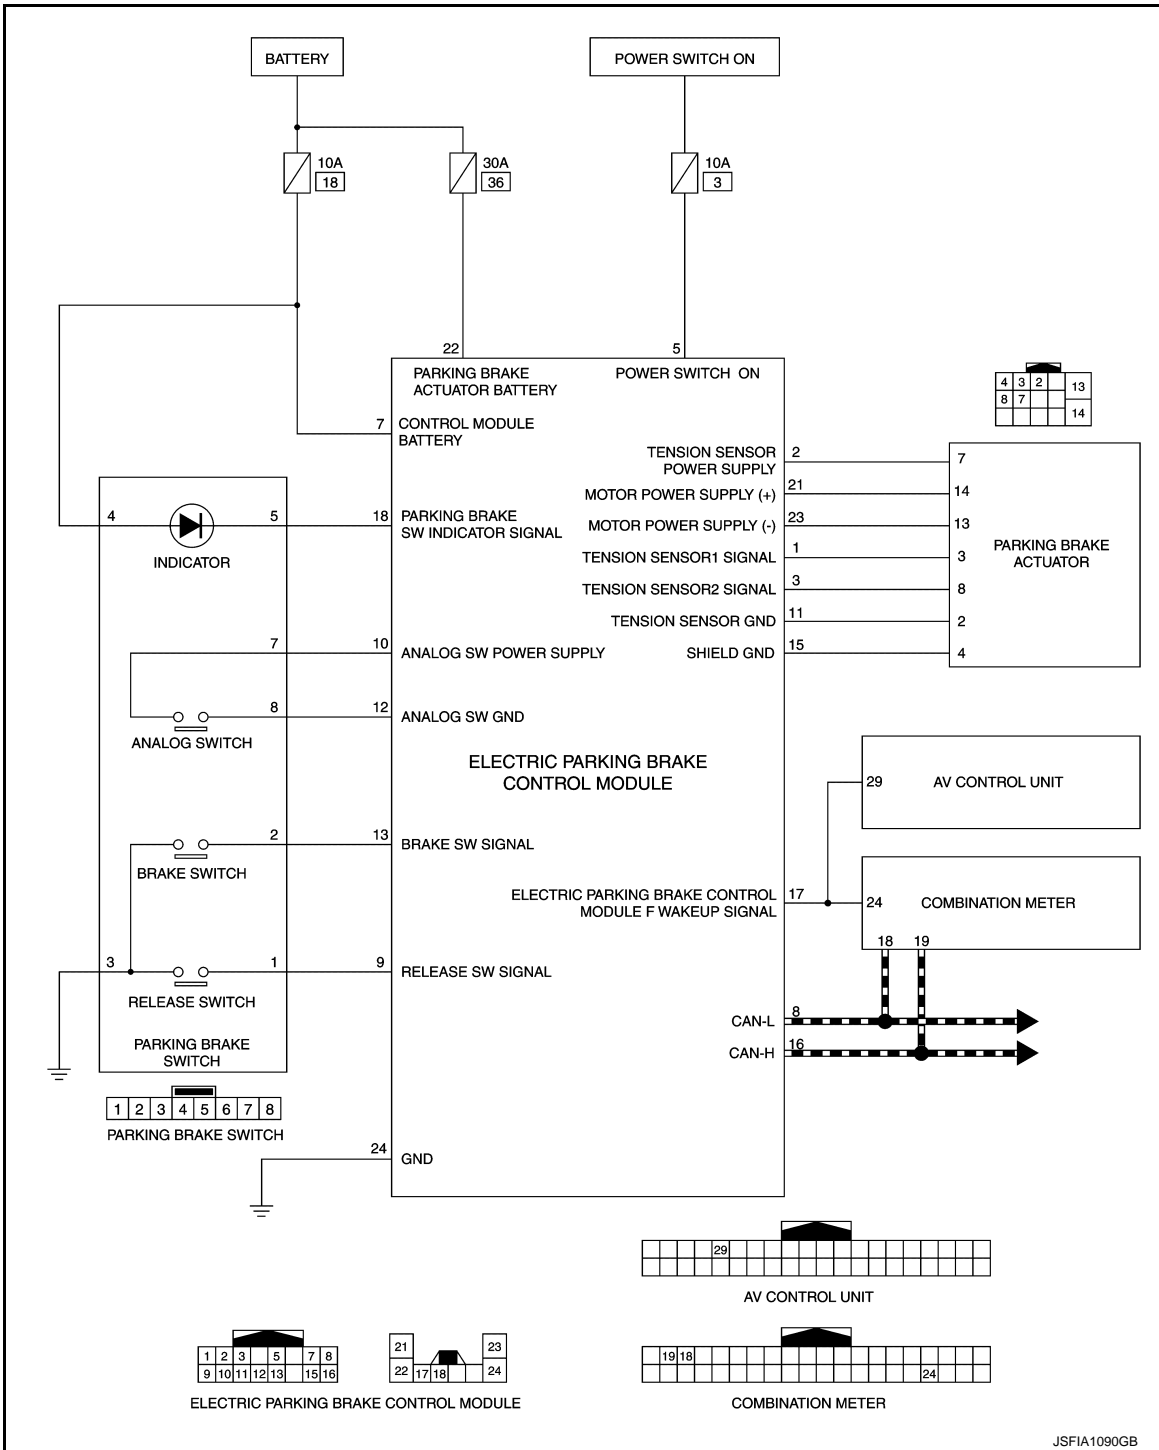 BATTERY
POWER SWITCH ON
10A
18
30A
36
10A
3
22
5
PARKING BRAKE
ACTUATOR BATTERY
POWER SWITCH ON
7
CONTROL MODULE
BATTERY
4 3 2
13
8 7
14
TENSION SENSOR
POWER SUPPLY
2
7
MOTOR POWER SUPPLY (+)
21
14
4
5
18
PARKING BRAKE
SW INDICATOR SIGNAL
INDICATOR
MOTOR POWER SUPPLY (-)
23
13
PARKING BRAKE
ACTUATOR
TENSION SENSOR1 SIGNAL
1
3
TENSION SENSOR2 SIGNAL
3
8
TENSION SENSOR GND
11
2
7
10
ANALOG SW POWER SUPPLY
SHIELD GND
15
4
8
12
ANALOG SW GND
ANALOG SWITCH
ELECTRIC PARKING BRAKE
CONTROL MODULE
29
AV CONTROL UNIT
2
13
BRAKE SW SIGNAL
BRAKE SWITCH
ELECTRIC PARKING BRAKE CONTROL
MODULE F WAKEUP SIGNAL
17
24
COMBINATION METER
18
19
3
1
9
RELEASE SW SIGNAL
RELEASE SWITCH
CAN-L
8
CAN-H
16
PARKING BRAKE
SWITCH
1 2 3 4 5 6 7 8
PARKING BRAKE SWITCH
24
GND
29
AV CONTROL UNIT
1 2 3 5 7 8
9 10 11 12 13 15 16
21
23
22 17 18 24
ELECTRIC PARKING BRAKE CONTROL MODULE
19 18
24
COMBINATION METER
JSFIA1090GB